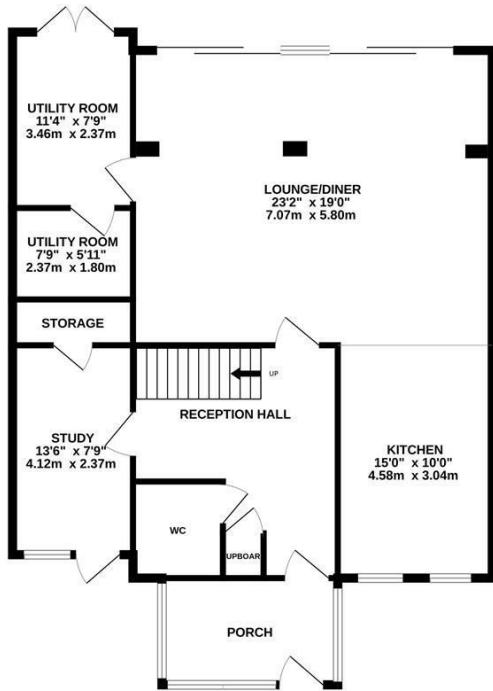 UTILITY ROOM
11'4" x 7'9"
3.46m x 2.37m
LOUNGE/DINER
23'2" x 19'0"
7.07m x 5.80m
UTILITY ROOM
7'9" x 5'11"
2.37m x 1.80m
STORAGE
UP
RECEPTION HALL
STUDY
13'6" x 7'9"
4.12m x 2.37m
KITCHEN
15'0" x 10'0"
4.58m x 3.04m
WC
UPBOAR
PORCH